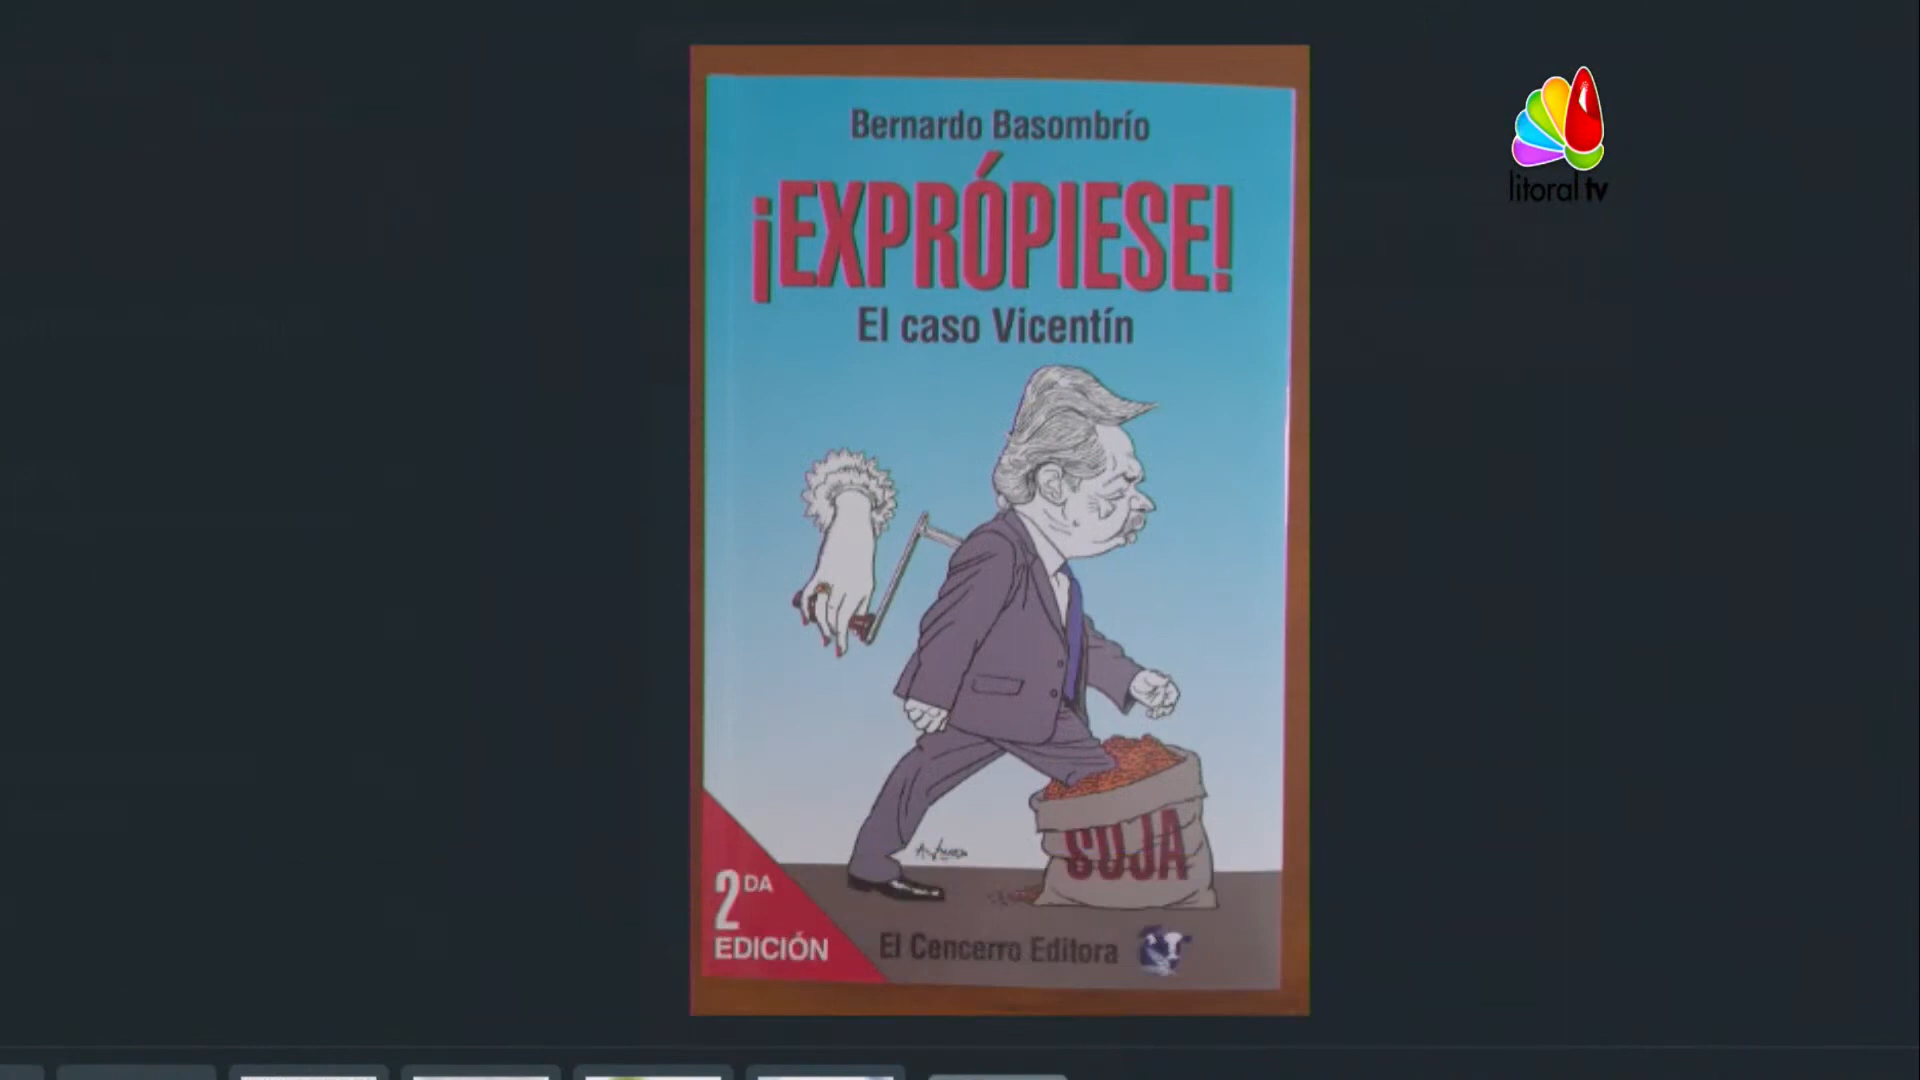 Bernardo Basombrío
¡EXPRÓPIESE!
El caso Vicentín
SOJA
2DA
EDICIÓN
El Cencerro Editora
litoral tv